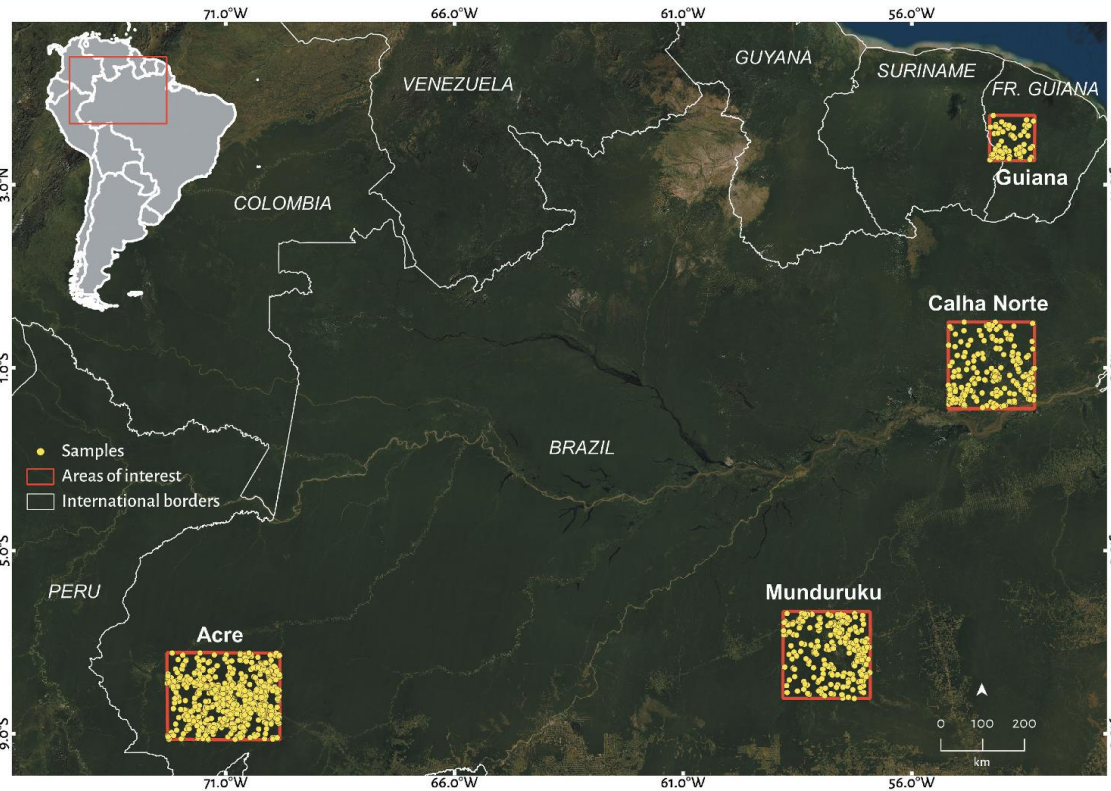 71.0°W 66.0°W 61.0°W 56.0°W
VENEZUELA
GUYANA
SURINAME
FR. GUIANA
Guiana
3.0°N
COLOMBIA
Calha Norte
1.0°S
BRAZIL
Samples
Areas of interest
International borders
5.0°S
PERU
Munduruku
Acre
9.0°S
0 100 200
km
71.0°W 66.0°W 61.0°W 56.0°W